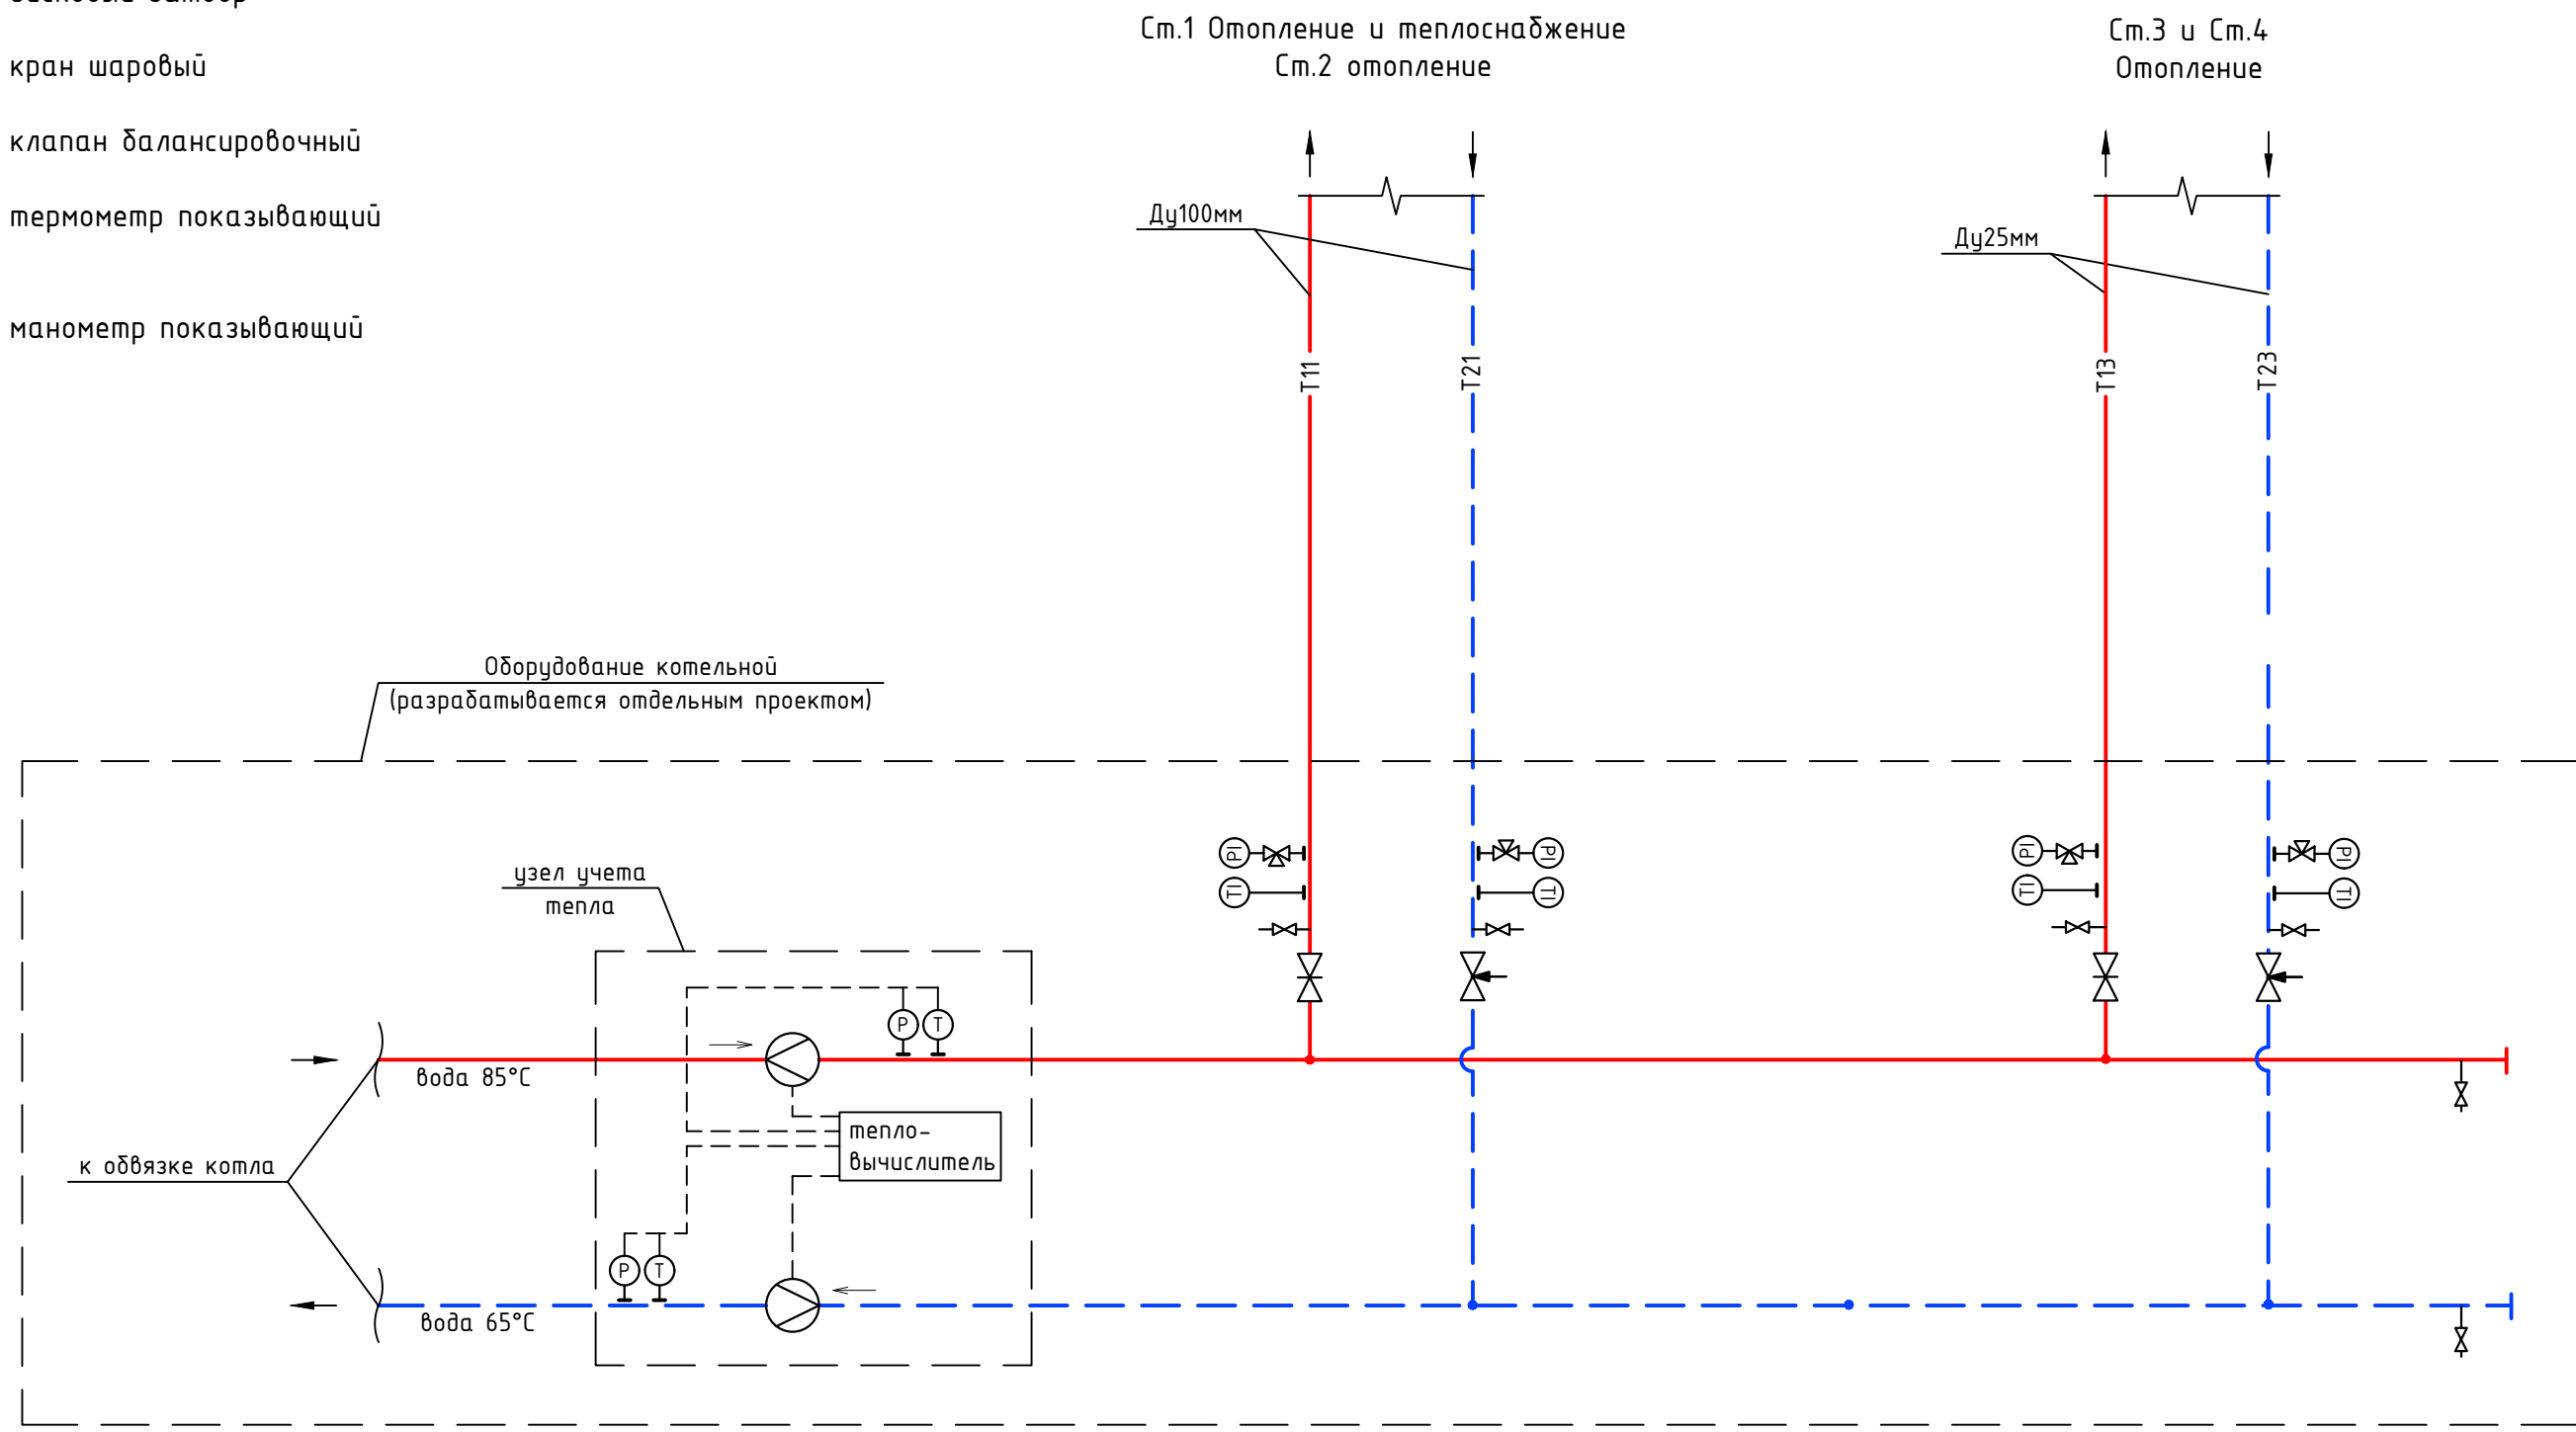 кран шаровый
клапан балансировочный
термометр показывающий
манометр показывающий
Ст.1 Отопление и теплоснабжение
Ст.2 отопление
Ст.3 и Ст.4
Отопление
Ду100мм
Ду25мм
Т11
Т21
Т13
Т23
Оборудование котельной
(разрабатывается отдельным проектом)
узел учета
тепла
PI
PI
PI
PI
TI
TI
TI
TI
P
T
вода 85°С
тепло-
вычислитель
к обвязке котла
P
T
вода 65°С